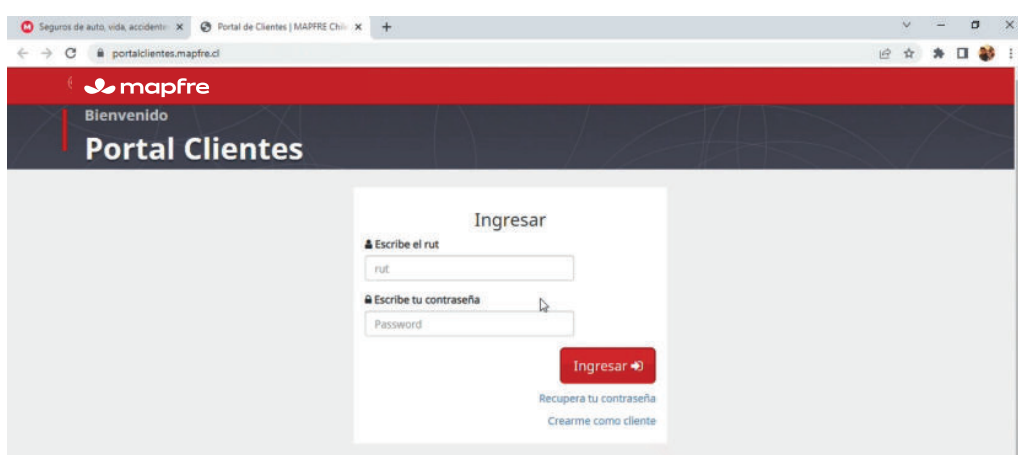 Seguros de auto, vida, accidente
Portal de Clientes | MAPFRE Chil
portalclientes.mapfre.cl
mapfre
Bienvenido
Portal Clientes
Ingresar
Escribe el rut
rut
Escribe tu contraseña
Password
Ingresar
Recupera tu contraseña
Crearme como cliente